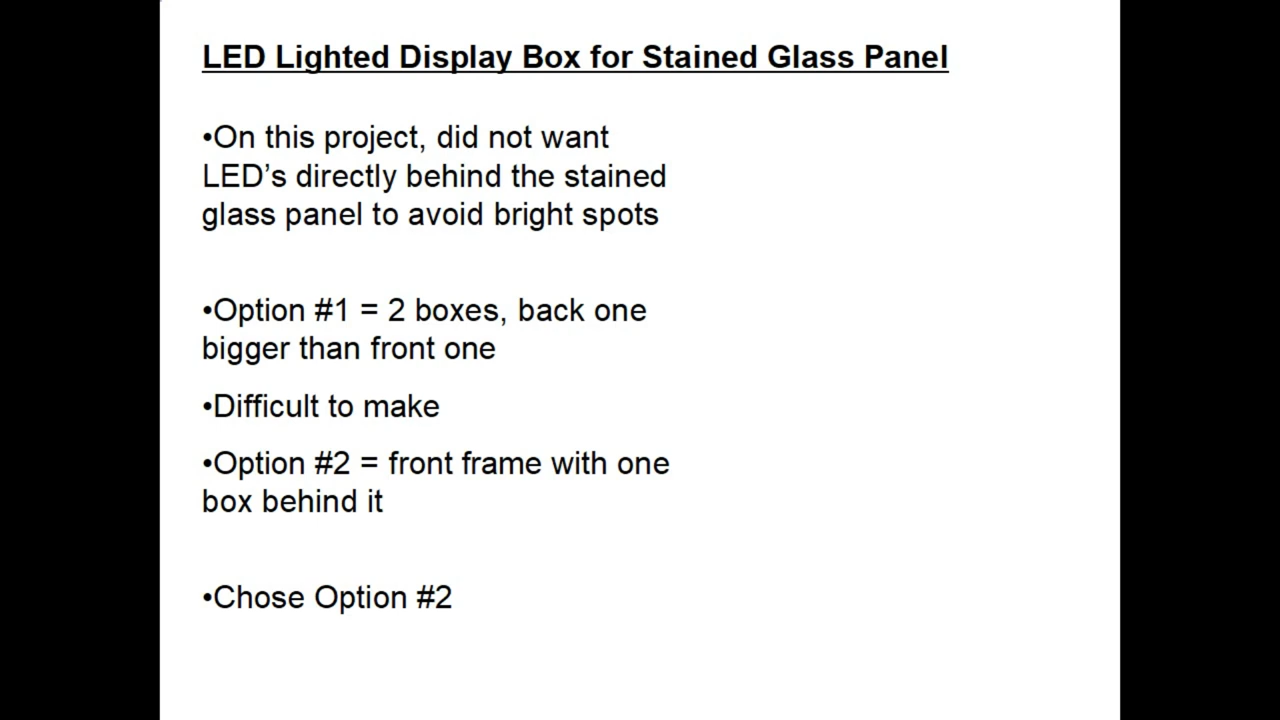 LED Lighted Display Box for Stained Glass Panel
•On this project, did not want
LED’s directly behind the stained
glass panel to avoid bright spots
•Option #1 = 2 boxes, back one
bigger than front one
•Difficult to make
•Option #2 = front frame with one
box behind it
•Chose Option #2